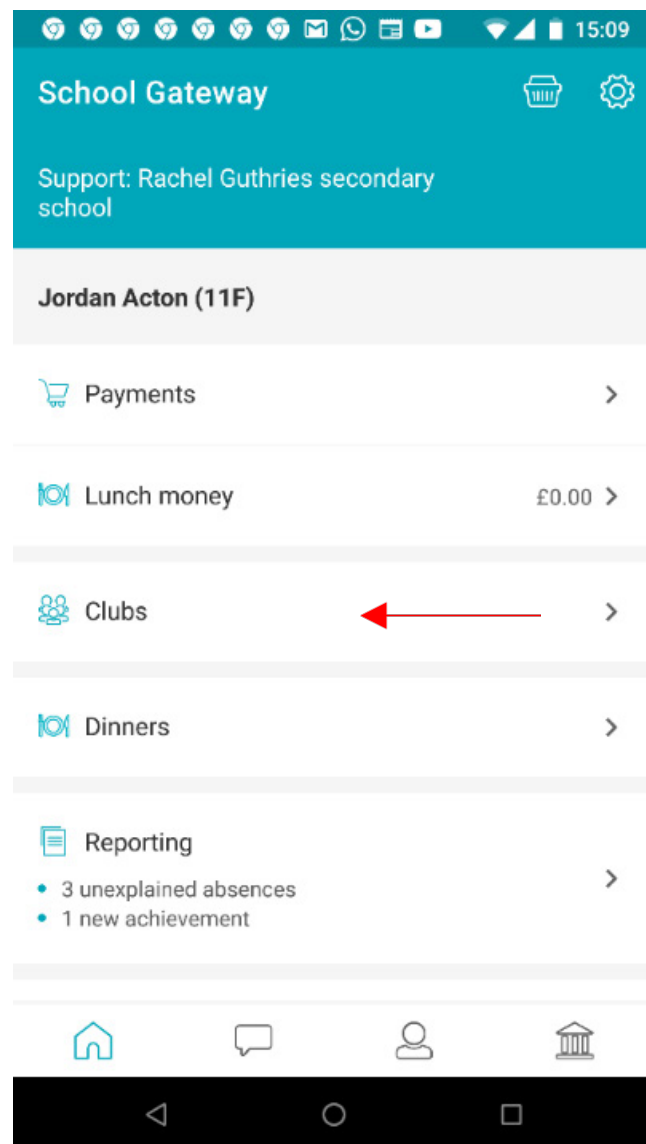 15:09
School Gateway
Support: Rachel Guthries secondary
school
Jordan Acton (11F)
Payments
Lunch money £0.00
Clubs
Dinners
Reporting
3 unexplained absences
1 new achievement